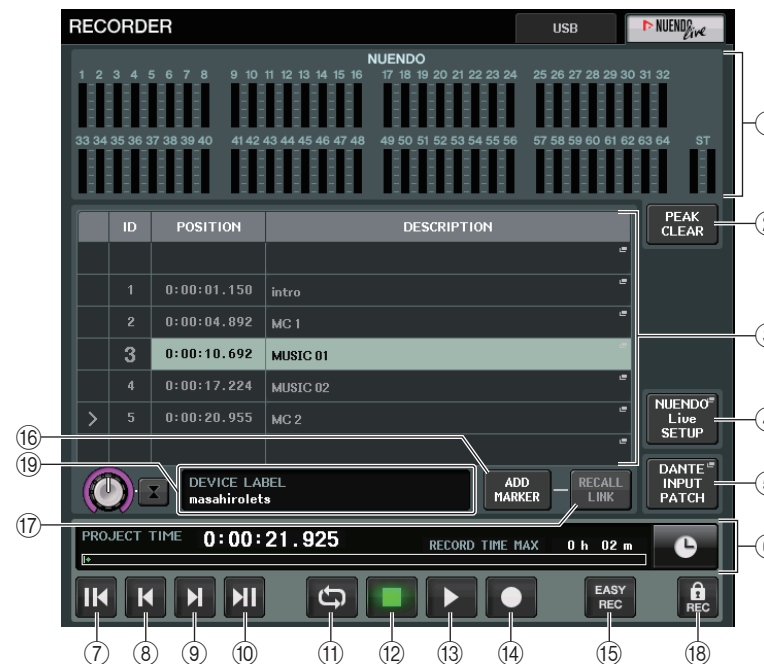 RECORDER
USB
NUENDO live
NUENDO
1 2 3 4 5 6 7 8 9 10 11 12 13 14 15 16 17 18 19 20 21 22 23 24 25 26 27 28 29 30 31 32
33 34 35 36 37 38 39 40 41 42 43 44 45 46 47 48 49 50 51 52 53 54 55 56 57 58 59 60 61 62 63 64 ST
PEAK CLEAR
ID POSITION DESCRIPTION
1 0:00:01.150 intro
2 0:00:04.892 MC 1
3 0:00:10.692 MUSIC 01
4 0:00:17.224 MUSIC 02
> 5 0:00:20.955 MC 2
NUENDO Live SETUP
⑯
⑲
DEVICE LABEL
masahirolets
ADD MARKER
RECALL LINK
DANTE INPUT PATCH
⑰
PROJECT TIME 0:00:21.925 RECORD TIME MAX 0 h 02 m
EASY REC
REC
⑦ ⑧ ⑨ ⑩ ⑪ ⑫ ⑬ ⑭ ⑮ ⑱